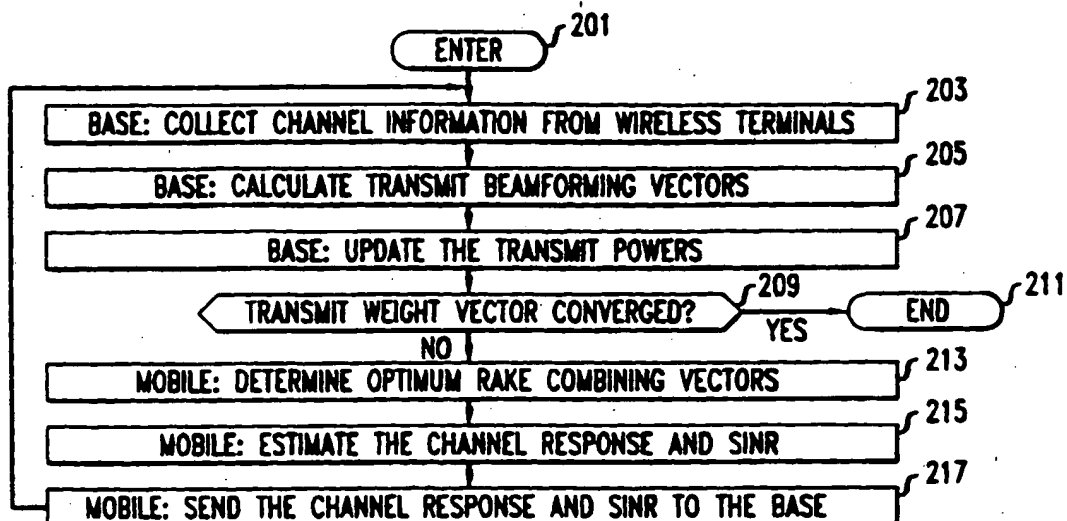 ENTER
201
203
BASE: COLLECT CHANNEL INFORMATION FROM WIRELESS TERMINALS
205
BASE: CALCULATE TRANSMIT BEAMFORMING VECTORS
207
BASE: UPDATE THE TRANSMIT POWERS
209
TRANSMIT WEIGHT VECTOR CONVERGED?
YES
END
211
NO
213
MOBILE: DETERMINE OPTIMUM RAKE COMBINING VECTORS
215
MOBILE: ESTIMATE THE CHANNEL RESPONSE AND SINR
217
MOBILE: SEND THE CHANNEL RESPONSE AND SINR TO THE BASE